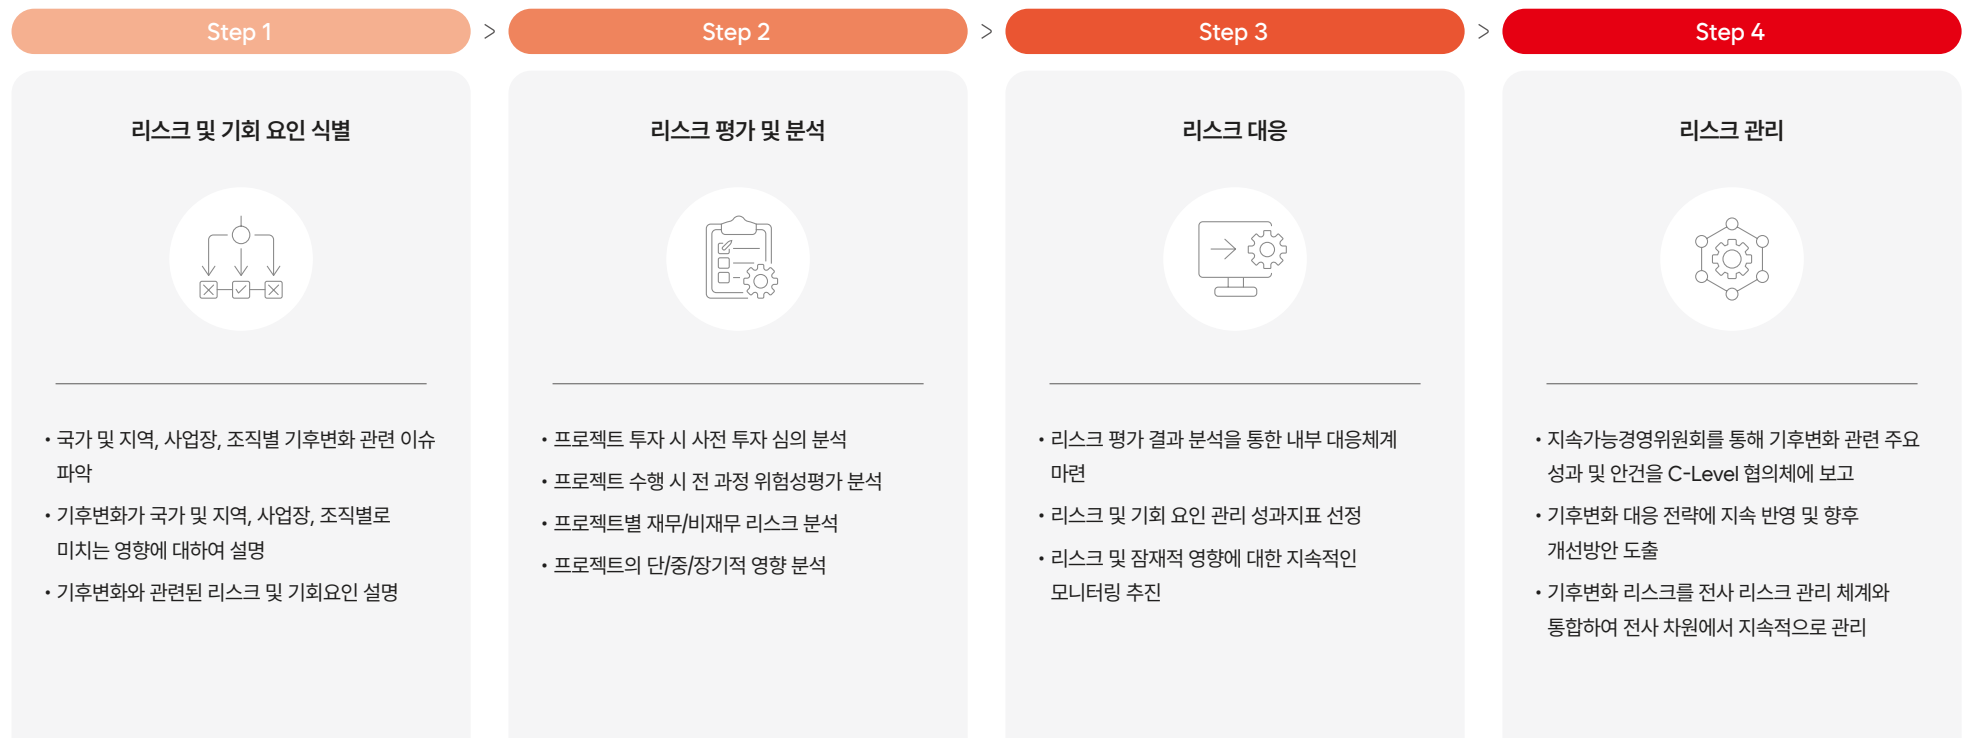 Step 1
>
Step 2
>
Step 3
>
Step 4
리스크 및 기회 요인 식별
• 국가 및 지역, 사업장, 조직별 기후변화 관련 이슈
파악
• 기후변화가 국가 및 지역, 사업장, 조직별로
미치는 영향에 대하여 설명
• 기후변화와 관련된 리스크 및 기회요인 설명
리스크 평가 및 분석
• 프로젝트 투자 시 사전 투자 심의 분석
• 프로젝트 수행 시 전 과정 위험성평가 분석
• 프로젝트별 재무/비재무 리스크 분석
• 프로젝트의 단/중/장기적 영향 분석
리스크 대응
• 리스크 평가 결과 분석을 통한 내부 대응체계
마련
• 리스크 및 기회 요인 관리 성과지표 선정
• 리스크 및 잠재적 영향에 대한 지속적인
모니터링 추진
리스크 관리
• 지속가능경영위원회를 통해 기후변화 관련 주요
성과 및 안건을 C-Level 협의체에 보고
• 기후변화 대응 전략에 지속 반영 및 향후
개선방안 도출
• 기후변화 리스크를 전사 리스크 관리 체계와
통합하여 전사 차원에서 지속적으로 관리